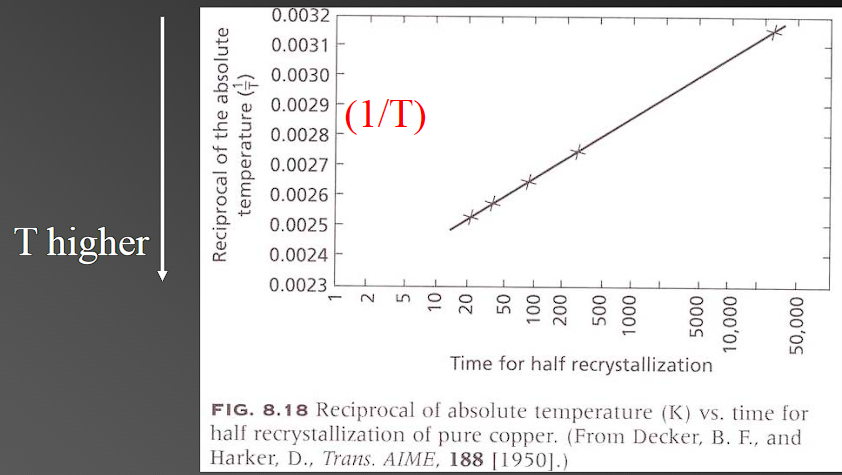 T higher
Reciprocal of the absolute
temperature (1/T)
0.0032
0.0031
0.0030
0.0029
0.0028
0.0027
0.0026
0.0025
0.0024
0.0023
(1/T)
1
2
5
10
20
50
100
200
500
1000
5000
10,000
50,000
Time for half recrystallization
FIG. 8.18 Reciprocal of absolute temperature (K) vs. time for
half recrystallization of pure copper. (From Decker, B. F., and
Harker, D., Trans. AIME, 188 [1950].)